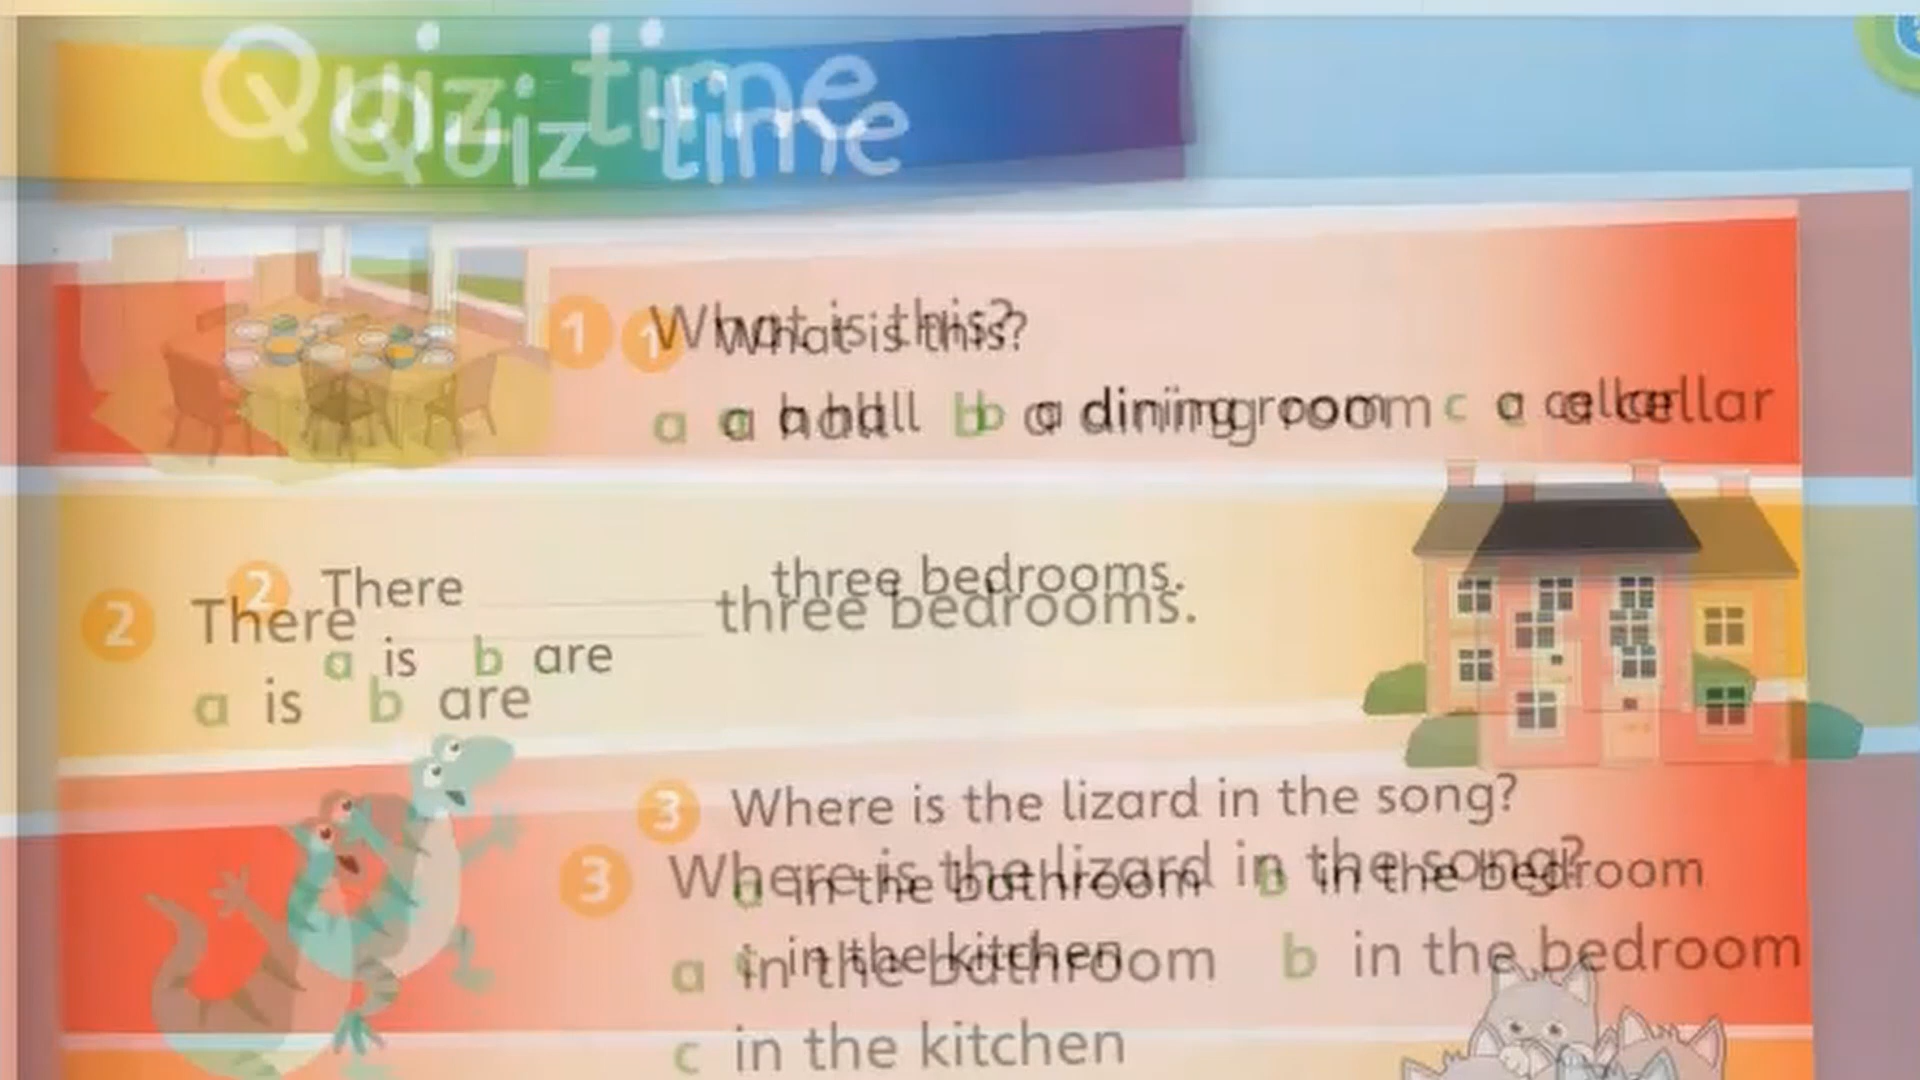 Quiz time
1 What is this?
a a hall b a dining room c a cellar
2 There ________ three bedrooms.
a is b are
3 Where is the lizard in the song?
a in the bathroom b in the bedroom
c in the kitchen